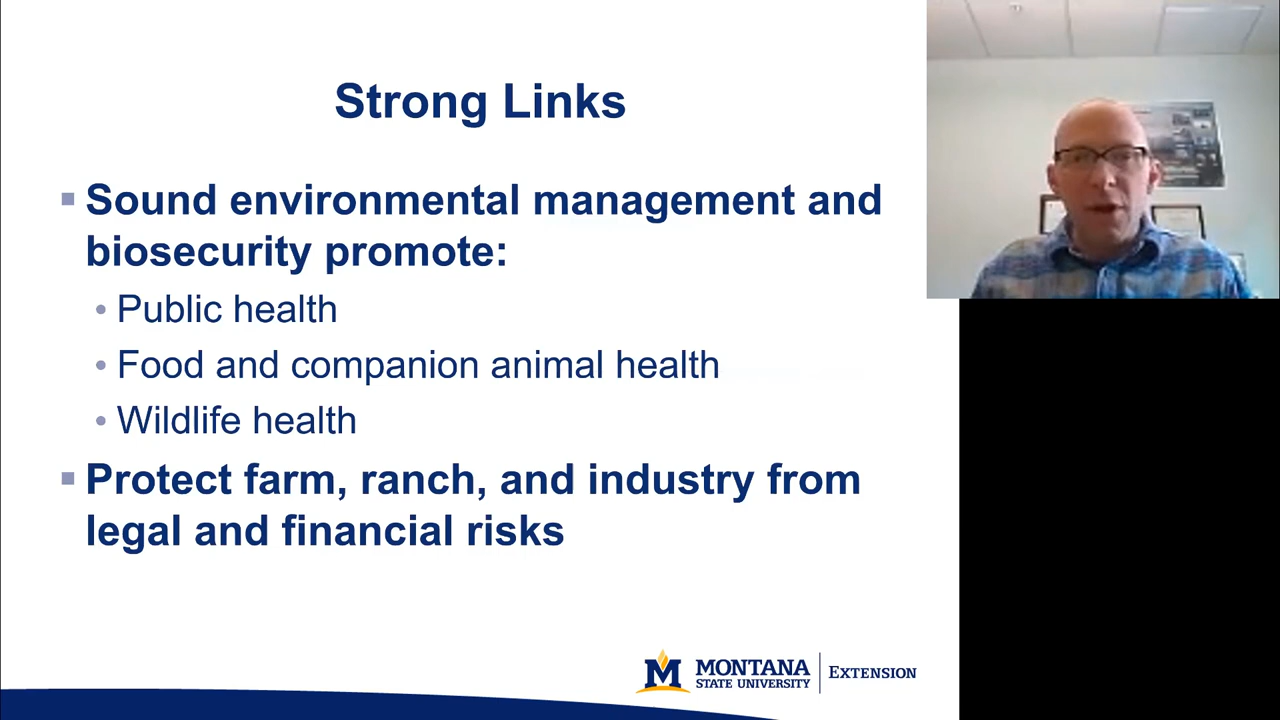 Strong Links
Sound environmental management and
biosecurity promote:
Public health
Food and companion animal health
Wildlife health
Protect farm, ranch, and industry from
legal and financial risks
M MONTANA
STATE UNIVERSITY
EXTENSION